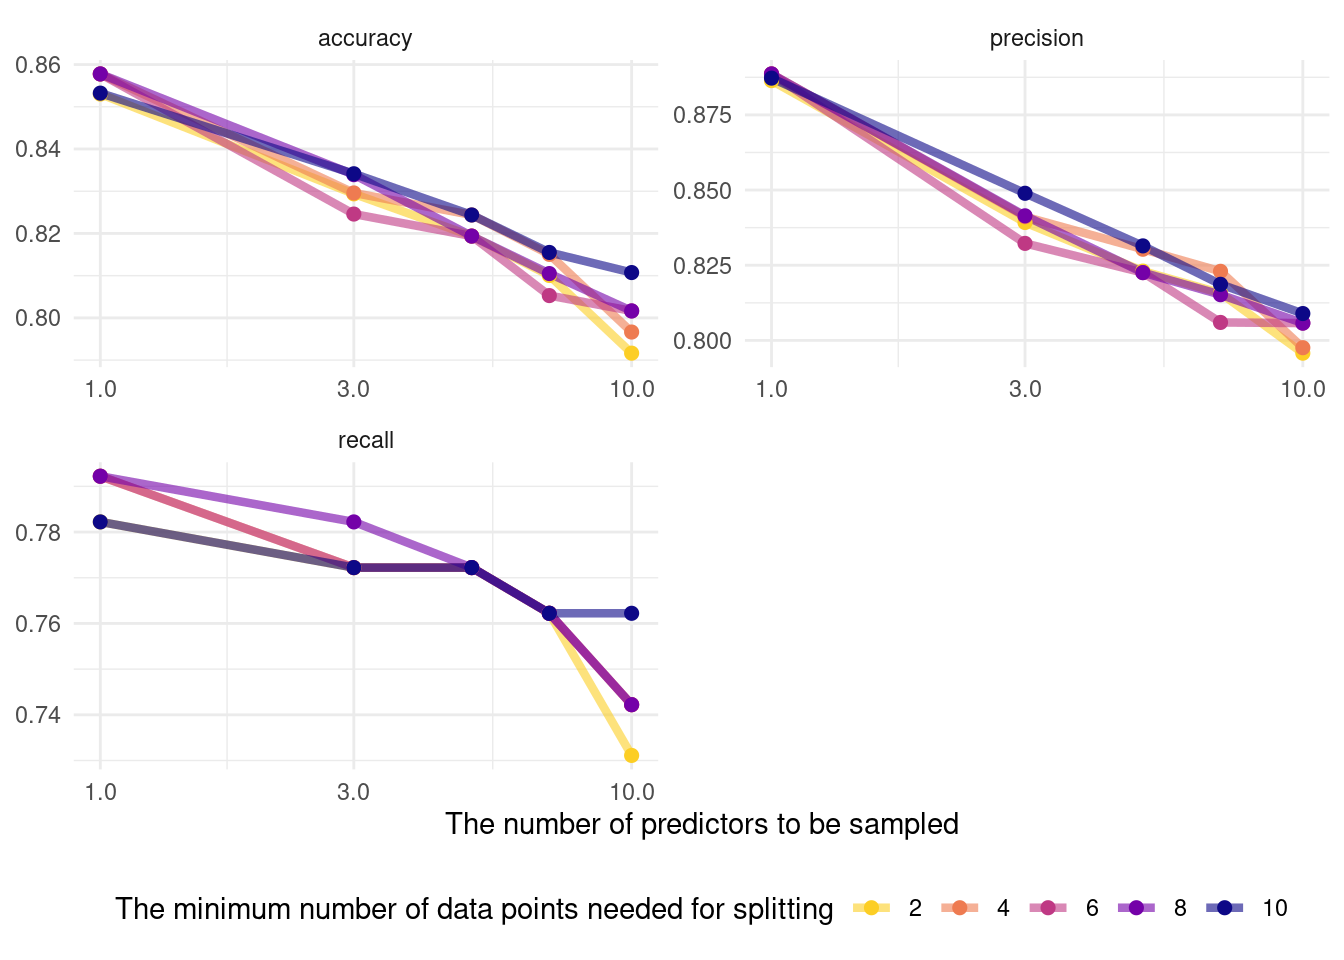 accuracy
0.86
0.84
0.82
0.80
1.0 3.0 10.0
precision
0.875
0.850
0.825
0.800
1.0 3.0 10.0
recall
0.78
0.76
0.74
1.0 3.0 10.0
The number of predictors to be sampled
The minimum number of data points needed for splitting 2 4 6 8 10